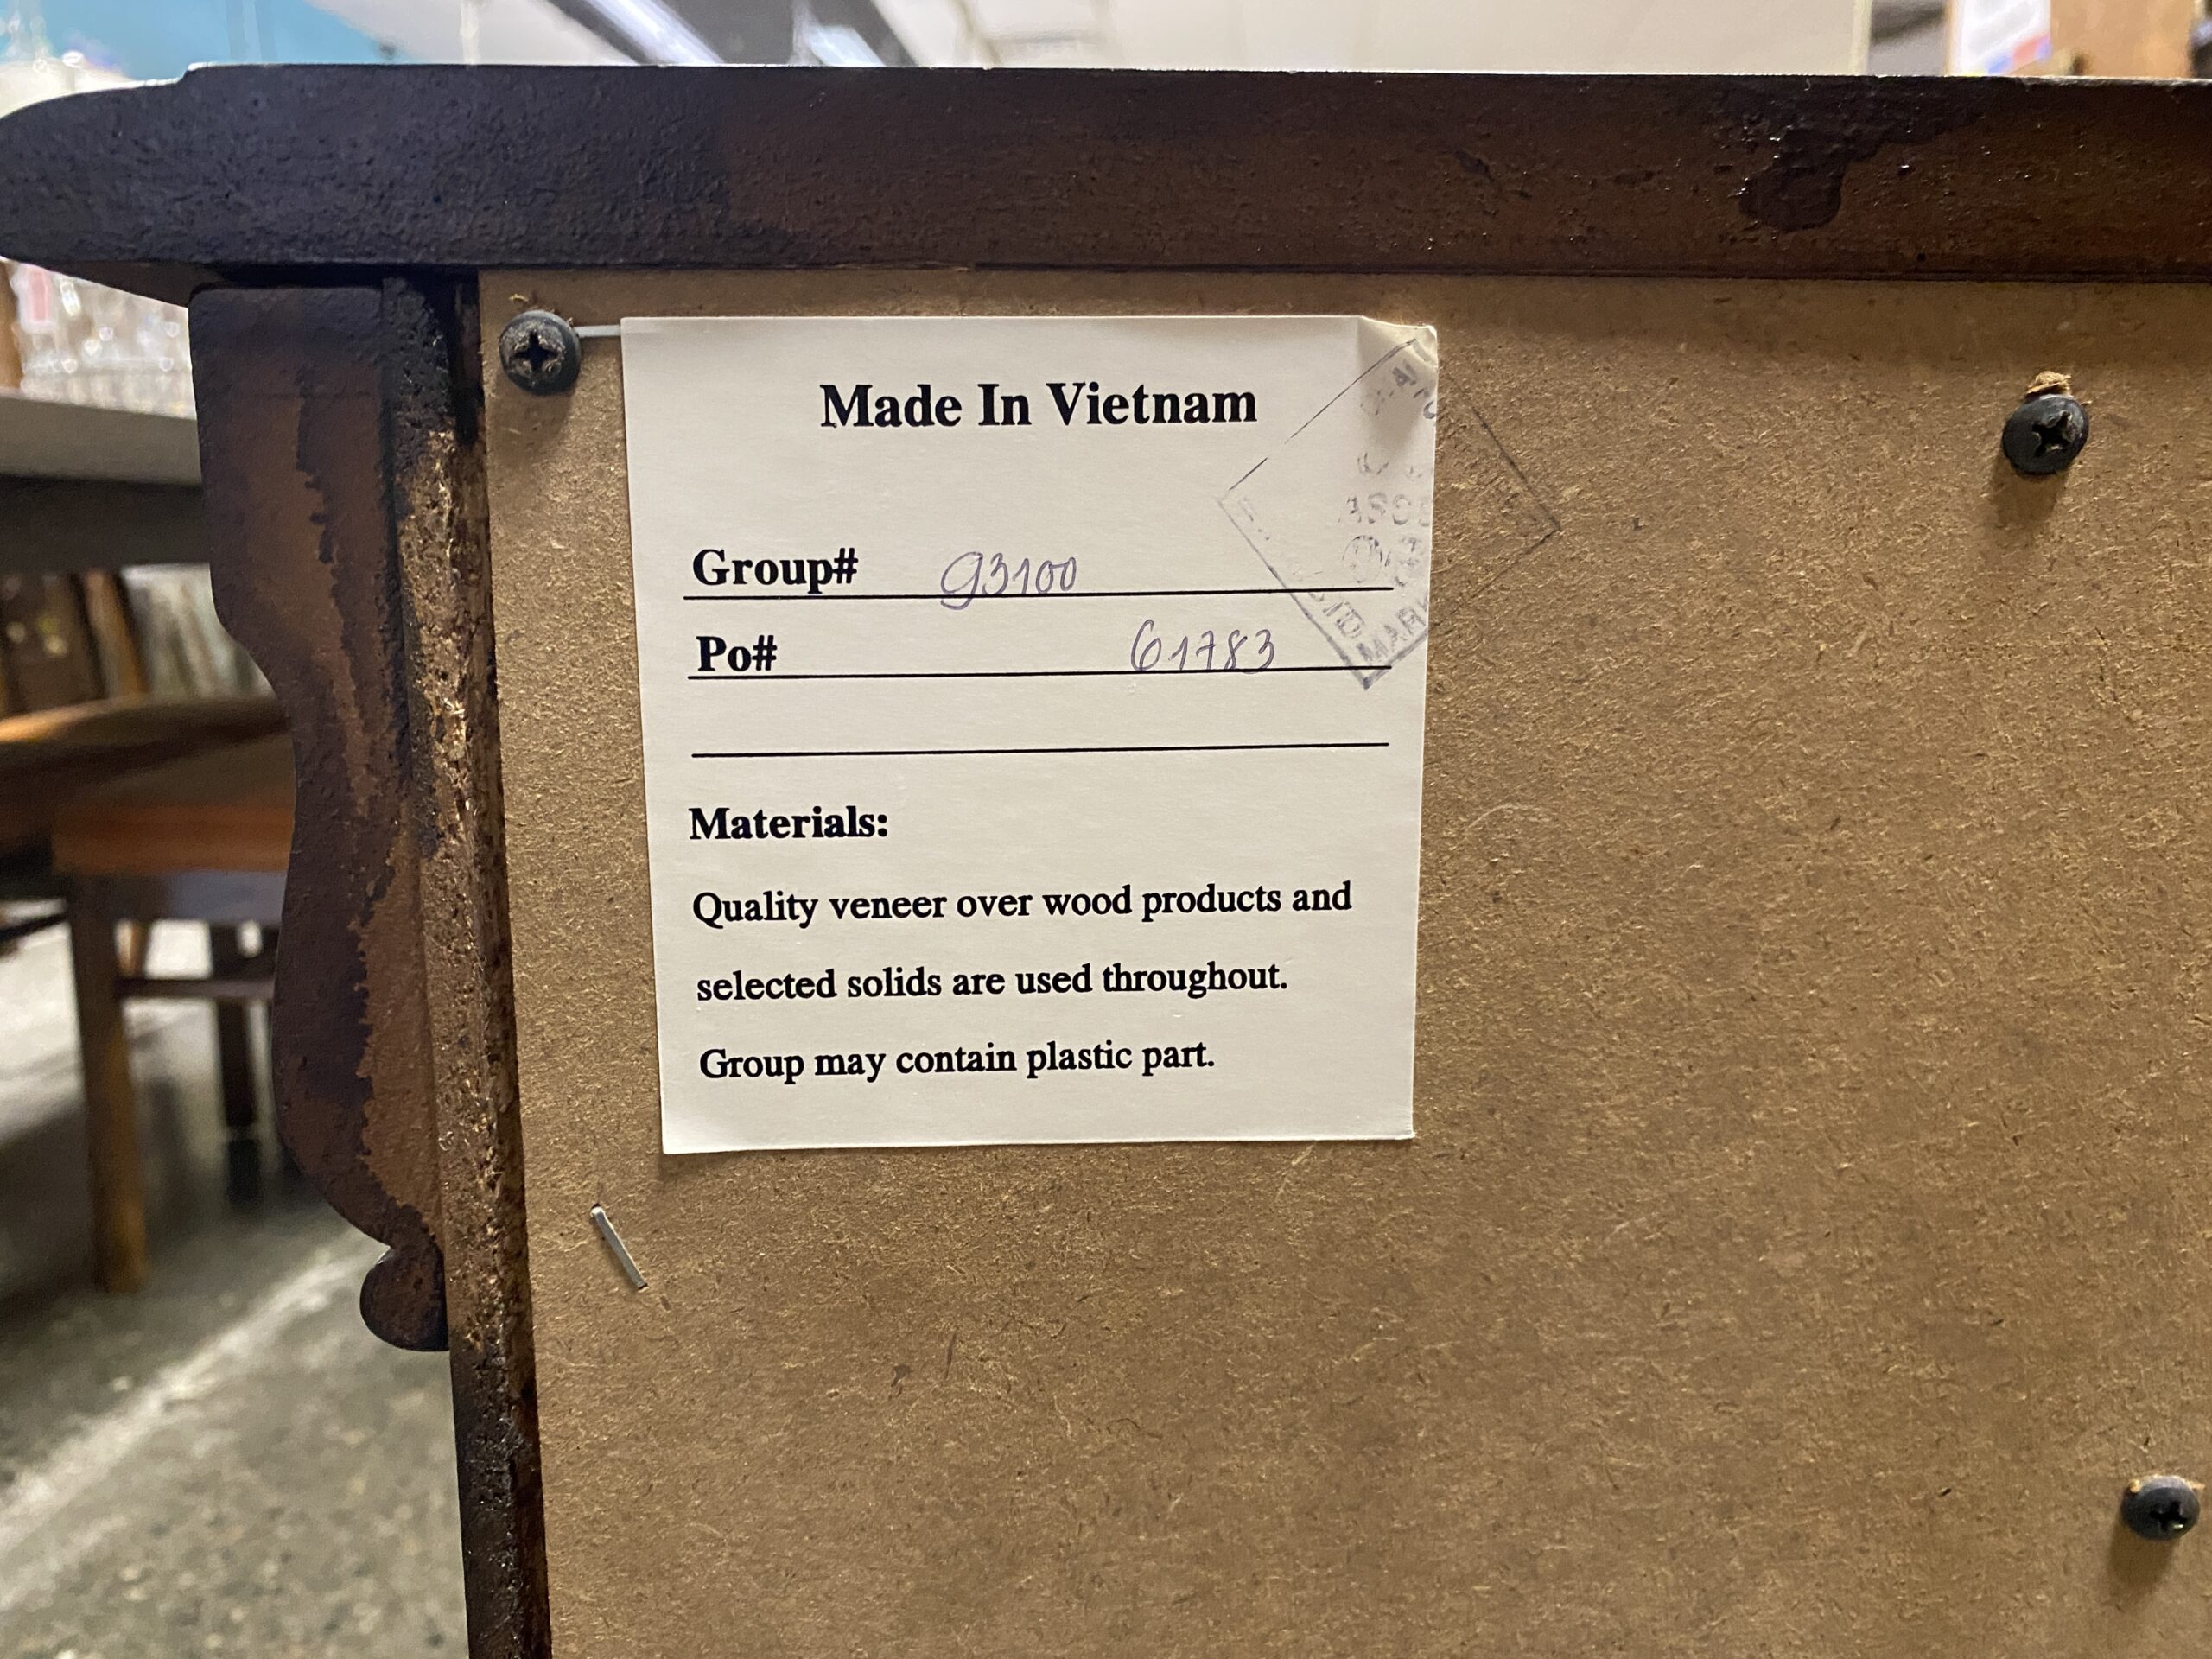 Made In Vietnam
Group# g3100
Po# 61783
Materials:
Quality veneer over wood products and
selected solids are used throughout.
Group may contain plastic part.